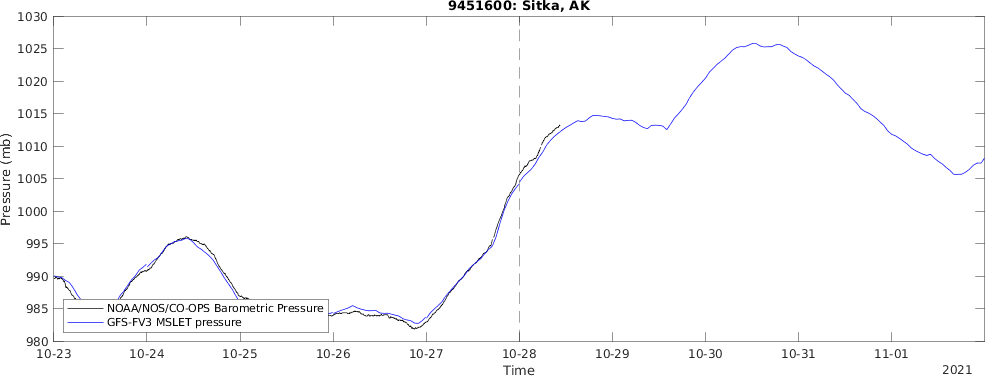 9451600: Sitka, AK
1030
1025
1020
1015
1010
1005
1000
995
990
985
980
Pressure (mb)
NOAA/NOS/CO-OPS Barometric Pressure
GFS-FV3 MSLET pressure
10-23 10-24 10-25 10-26 10-27 10-28 10-29 10-30 10-31 11-01
Time
2021